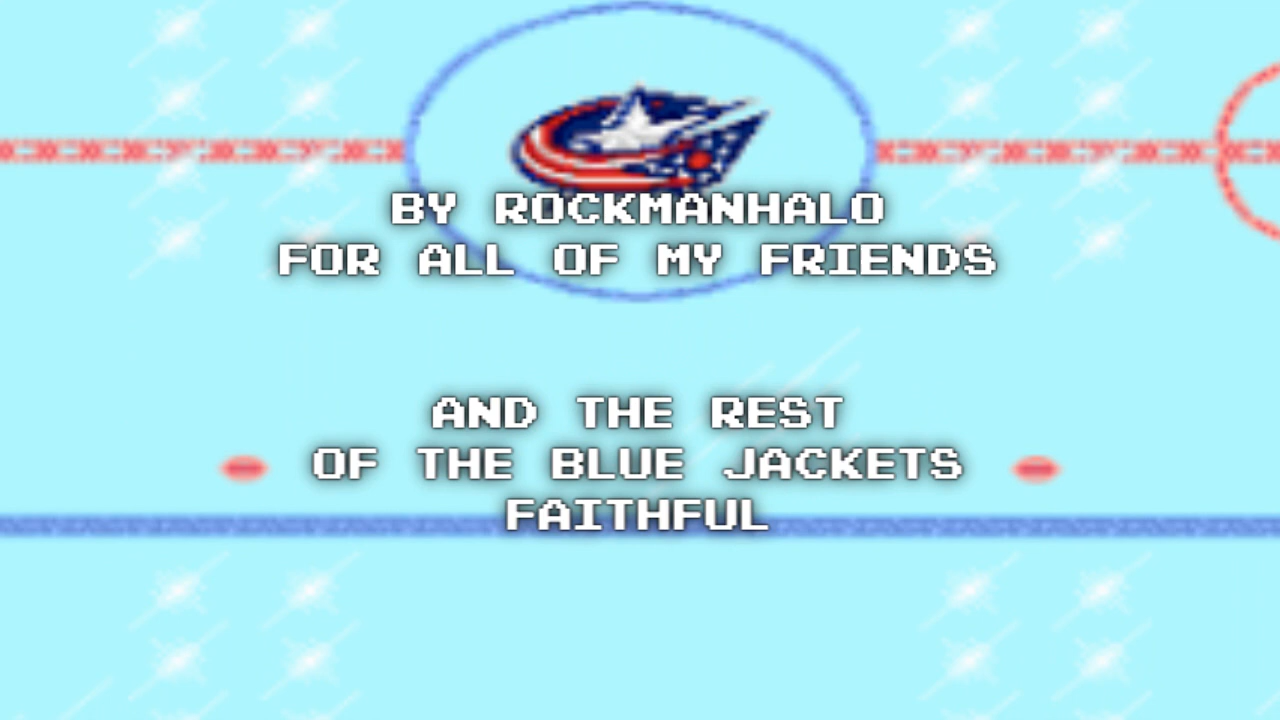 BY ROCKMANHALO
FOR ALL OF MY FRIENDS
AND THE REST
OF THE BLUE JACKETS
FAITHFUL